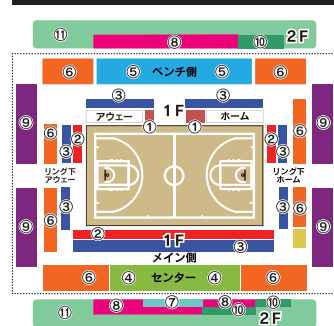 ⑪ ⑧ ⑩ 2F
⑥ ⑤ ベンチ側 ⑤ ⑥
③ 1F ③
アウェー ① ① ホーム
⑨ ⑥ ③ ② ② ③ ⑥ ⑨
リング下
アウェー
リング下
ホーム
⑨ ⑥ ③ ③ ⑥ ⑨
②
1F ③
メイン側
⑥ ④ センター ④ ⑥
⑪ ⑧ ⑦ ⑧ ⑩ ⑩ 2F